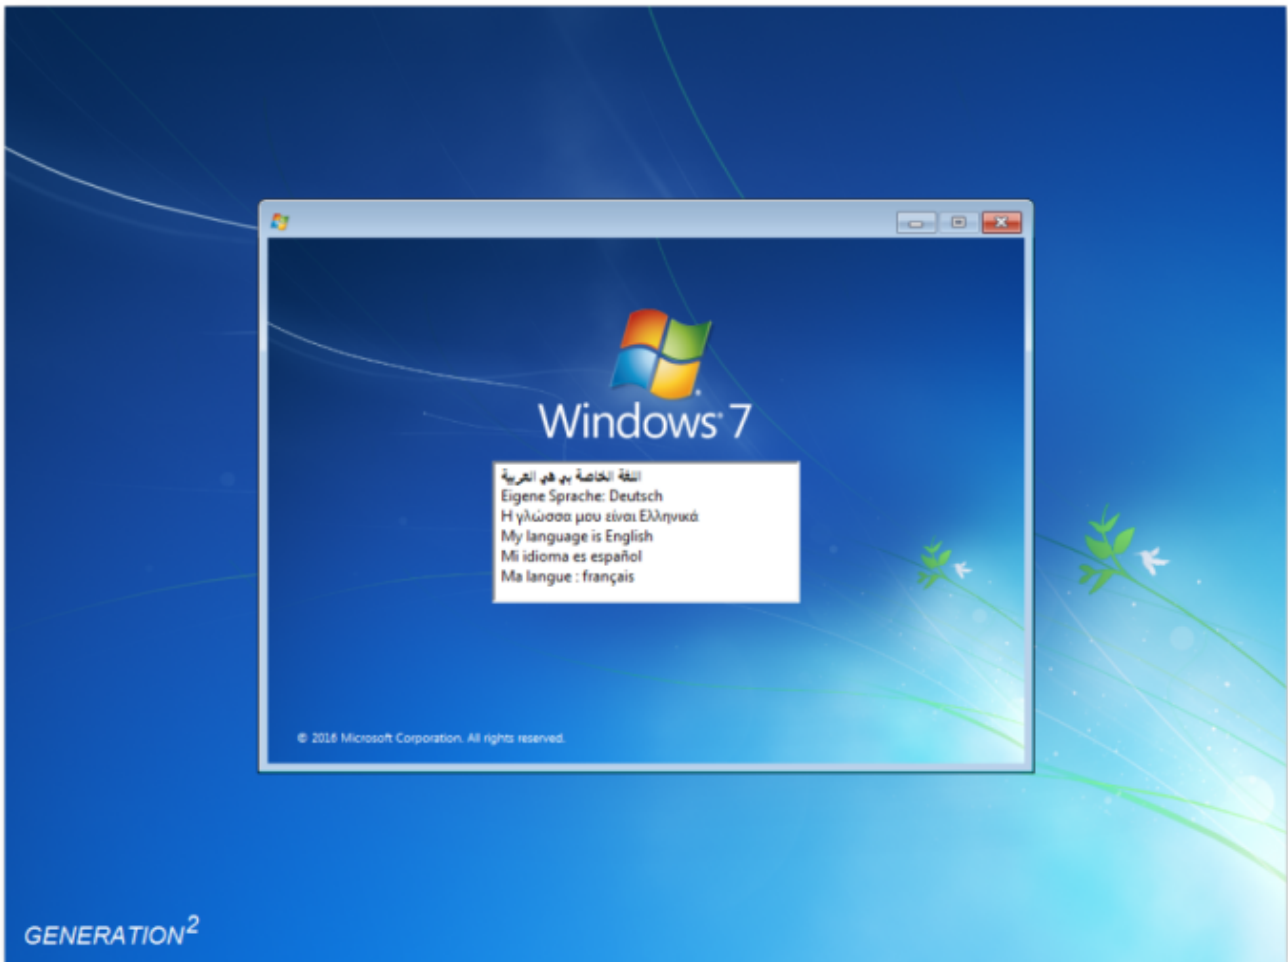 Windows 7
اللغة الخاصة بي هي العربية
Eigene Sprache: Deutsch
Η γλώσσα μου είναι Ελληνικά
My language is English
Mi idioma es español
Ma langue : français
© 2016 Microsoft Corporation. All rights reserved.
GENERATION²